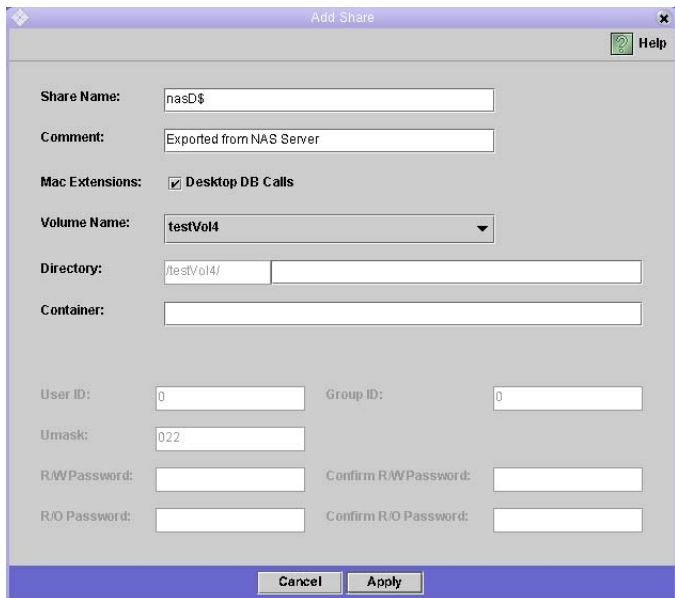 Add Share
Help
Share Name: nasD$
Comment: Exported from NAS Server
Mac Extensions: Desktop DB Calls
Volume Name: testVol4
Directory: /testVol4/
Container:
User ID: 0 Group ID: 0
Umask: 022
R/W Password: Confirm R/W Password:
R/O Password: Confirm R/O Password:
Cancel Apply